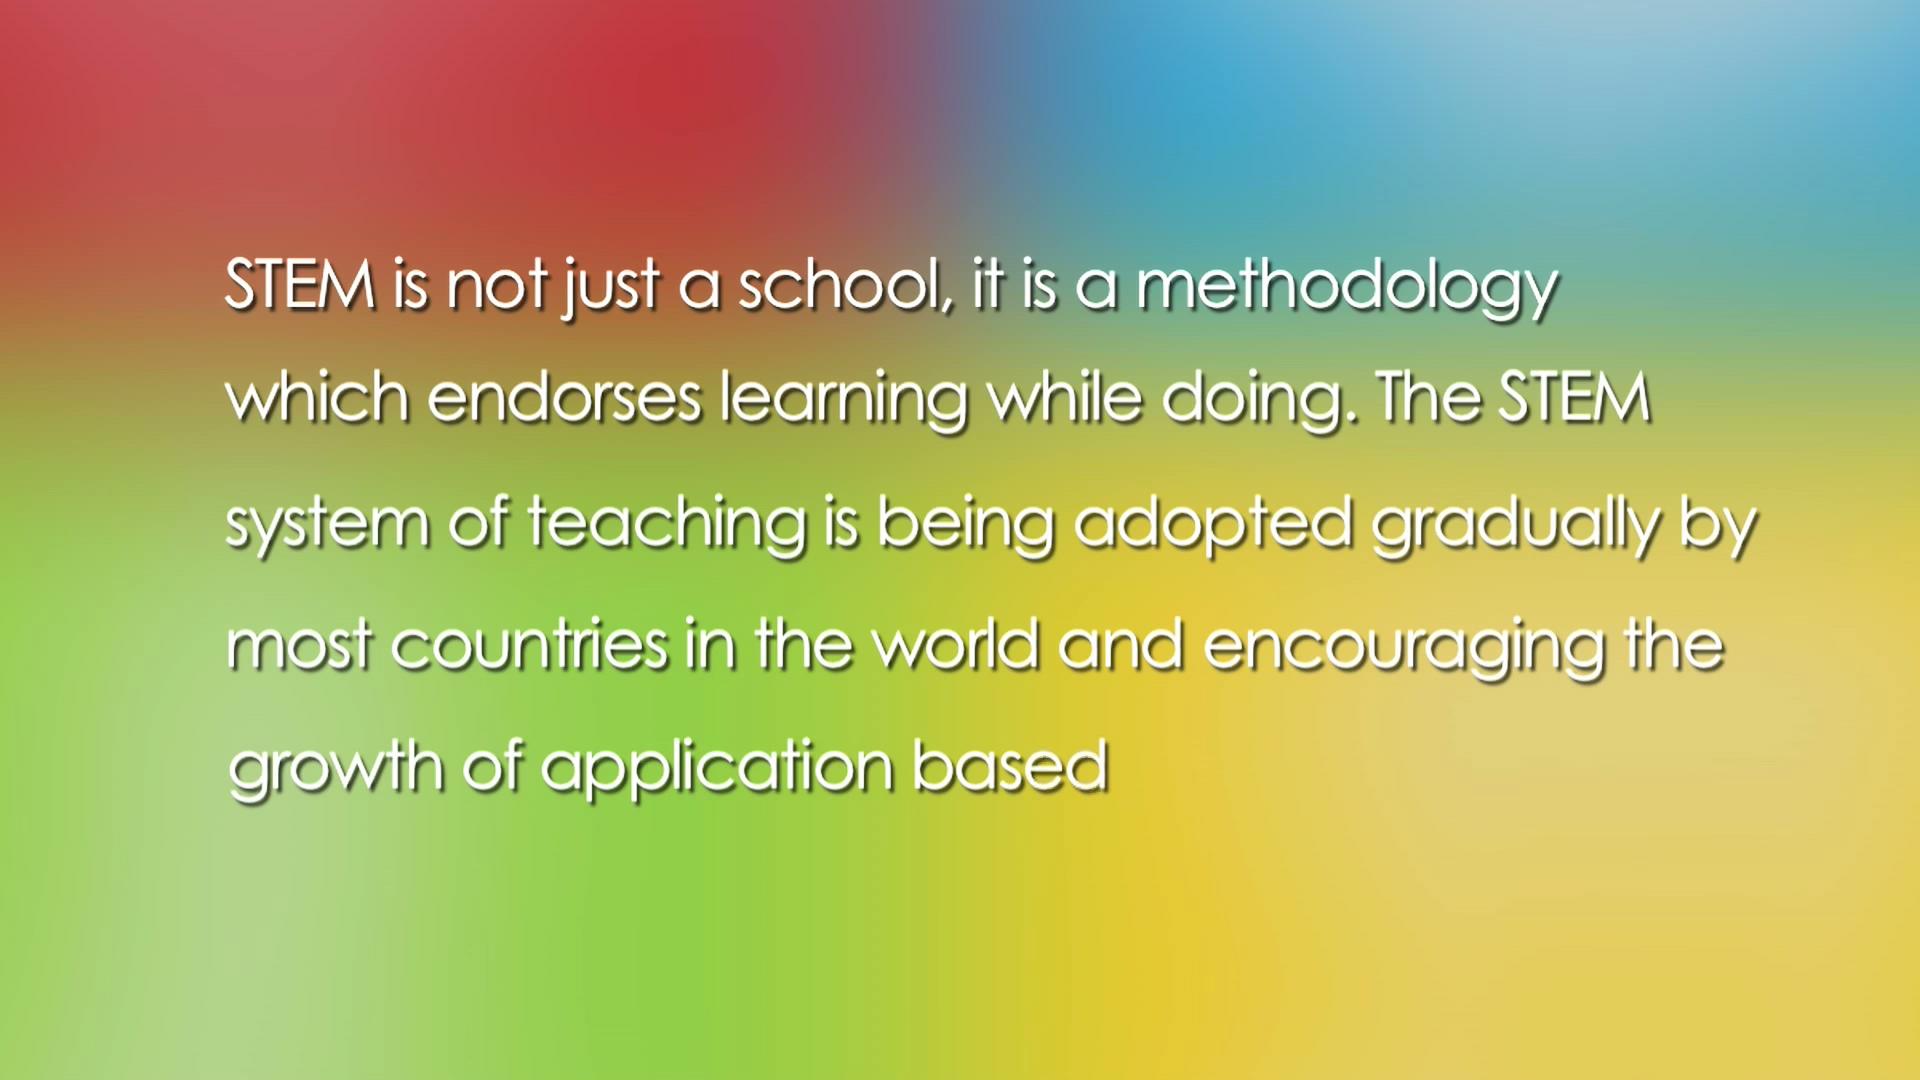 STEM is not just a school, it is a methodology
which endorses learning while doing. The STEM
system of teaching is being adopted gradually by
most countries in the world and encouraging the
growth of application based